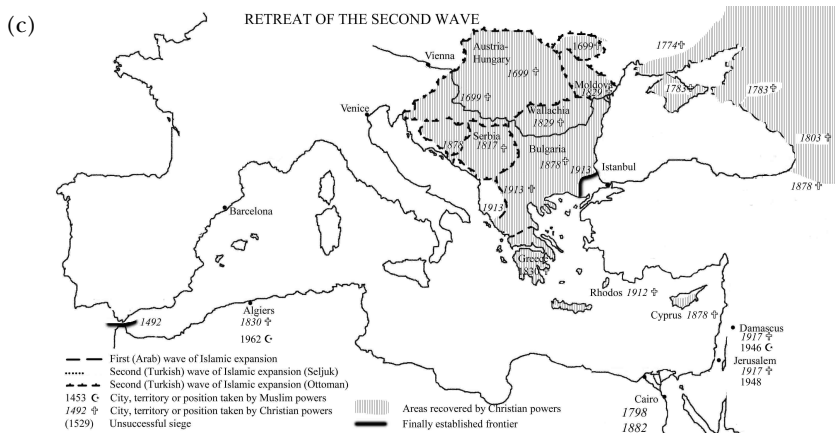 (c)
RETREAT OF THE SECOND WAVE
Vienna
Austria-
Hungary
1699 ✞
1699 ✞
1699 ✞
1774 ✞
Moldova
1829 ✞
1783 ✞
1783 ✞
Venice
Wallachia
1829 ✞
Serbia
1817 ✞
1878
Bulgaria
1878 ✞
1913
1803 ✞
Istanbul
1878 ✞
1913 ✞
1913
Barcelona
Greece
1830 ✞
Rhodos 1912 ✞
Cyprus 1878 ✞
1492
Algiers
1830 ✞
1962 ☪
Damascus
1917 ✞
1946 ☪
Jerusalem
1917 ✞
1948
Cairo
1798
1882
First (Arab) wave of Islamic expansion
Second (Turkish) wave of Islamic expansion (Seljuk)
Second (Turkish) wave of Islamic expansion (Ottoman)
1453 ☪ City, territory or position taken by Muslim powers
1492 ✞ City, territory or position taken by Christian powers
(1529) Unsuccessful siege
Areas recovered by Christian powers
Finally established frontier